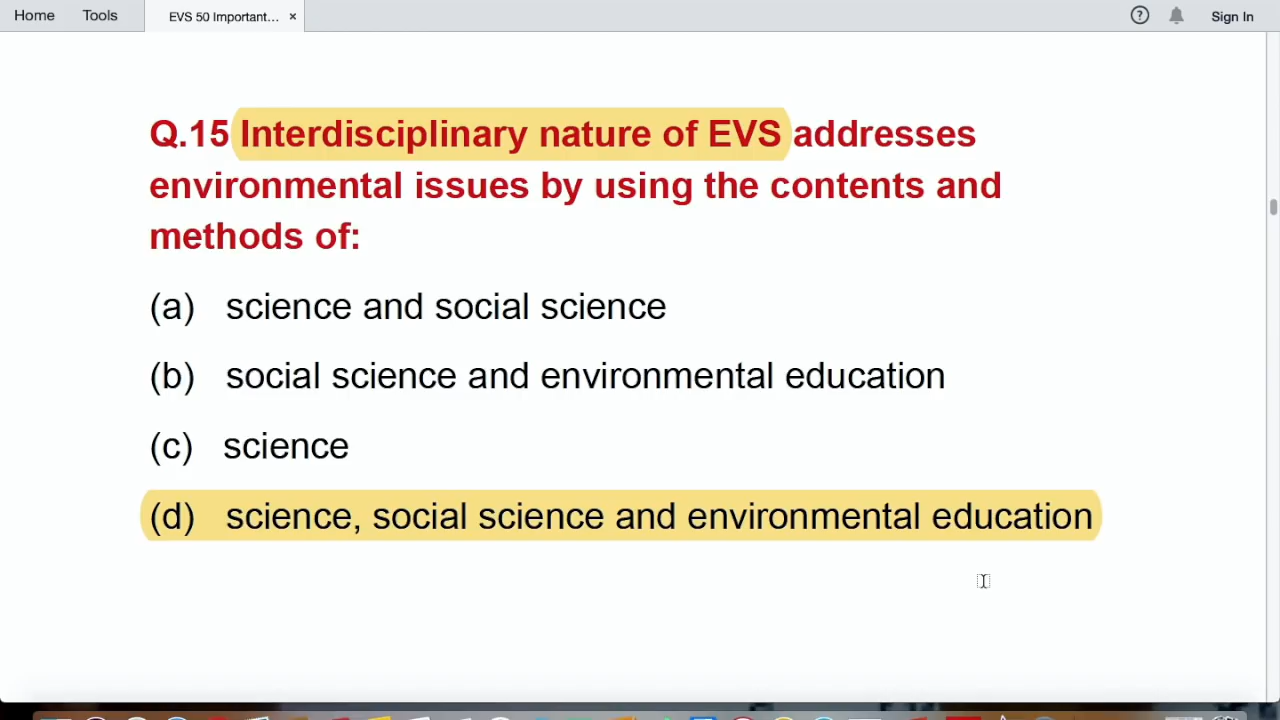 Home Tools EVS 50 Important... × Sign In
Q.15 Interdisciplinary nature of EVS addresses
environmental issues by using the contents and
methods of:
(a) science and social science
(b) social science and environmental education
(c) science
(d) science, social science and environmental education